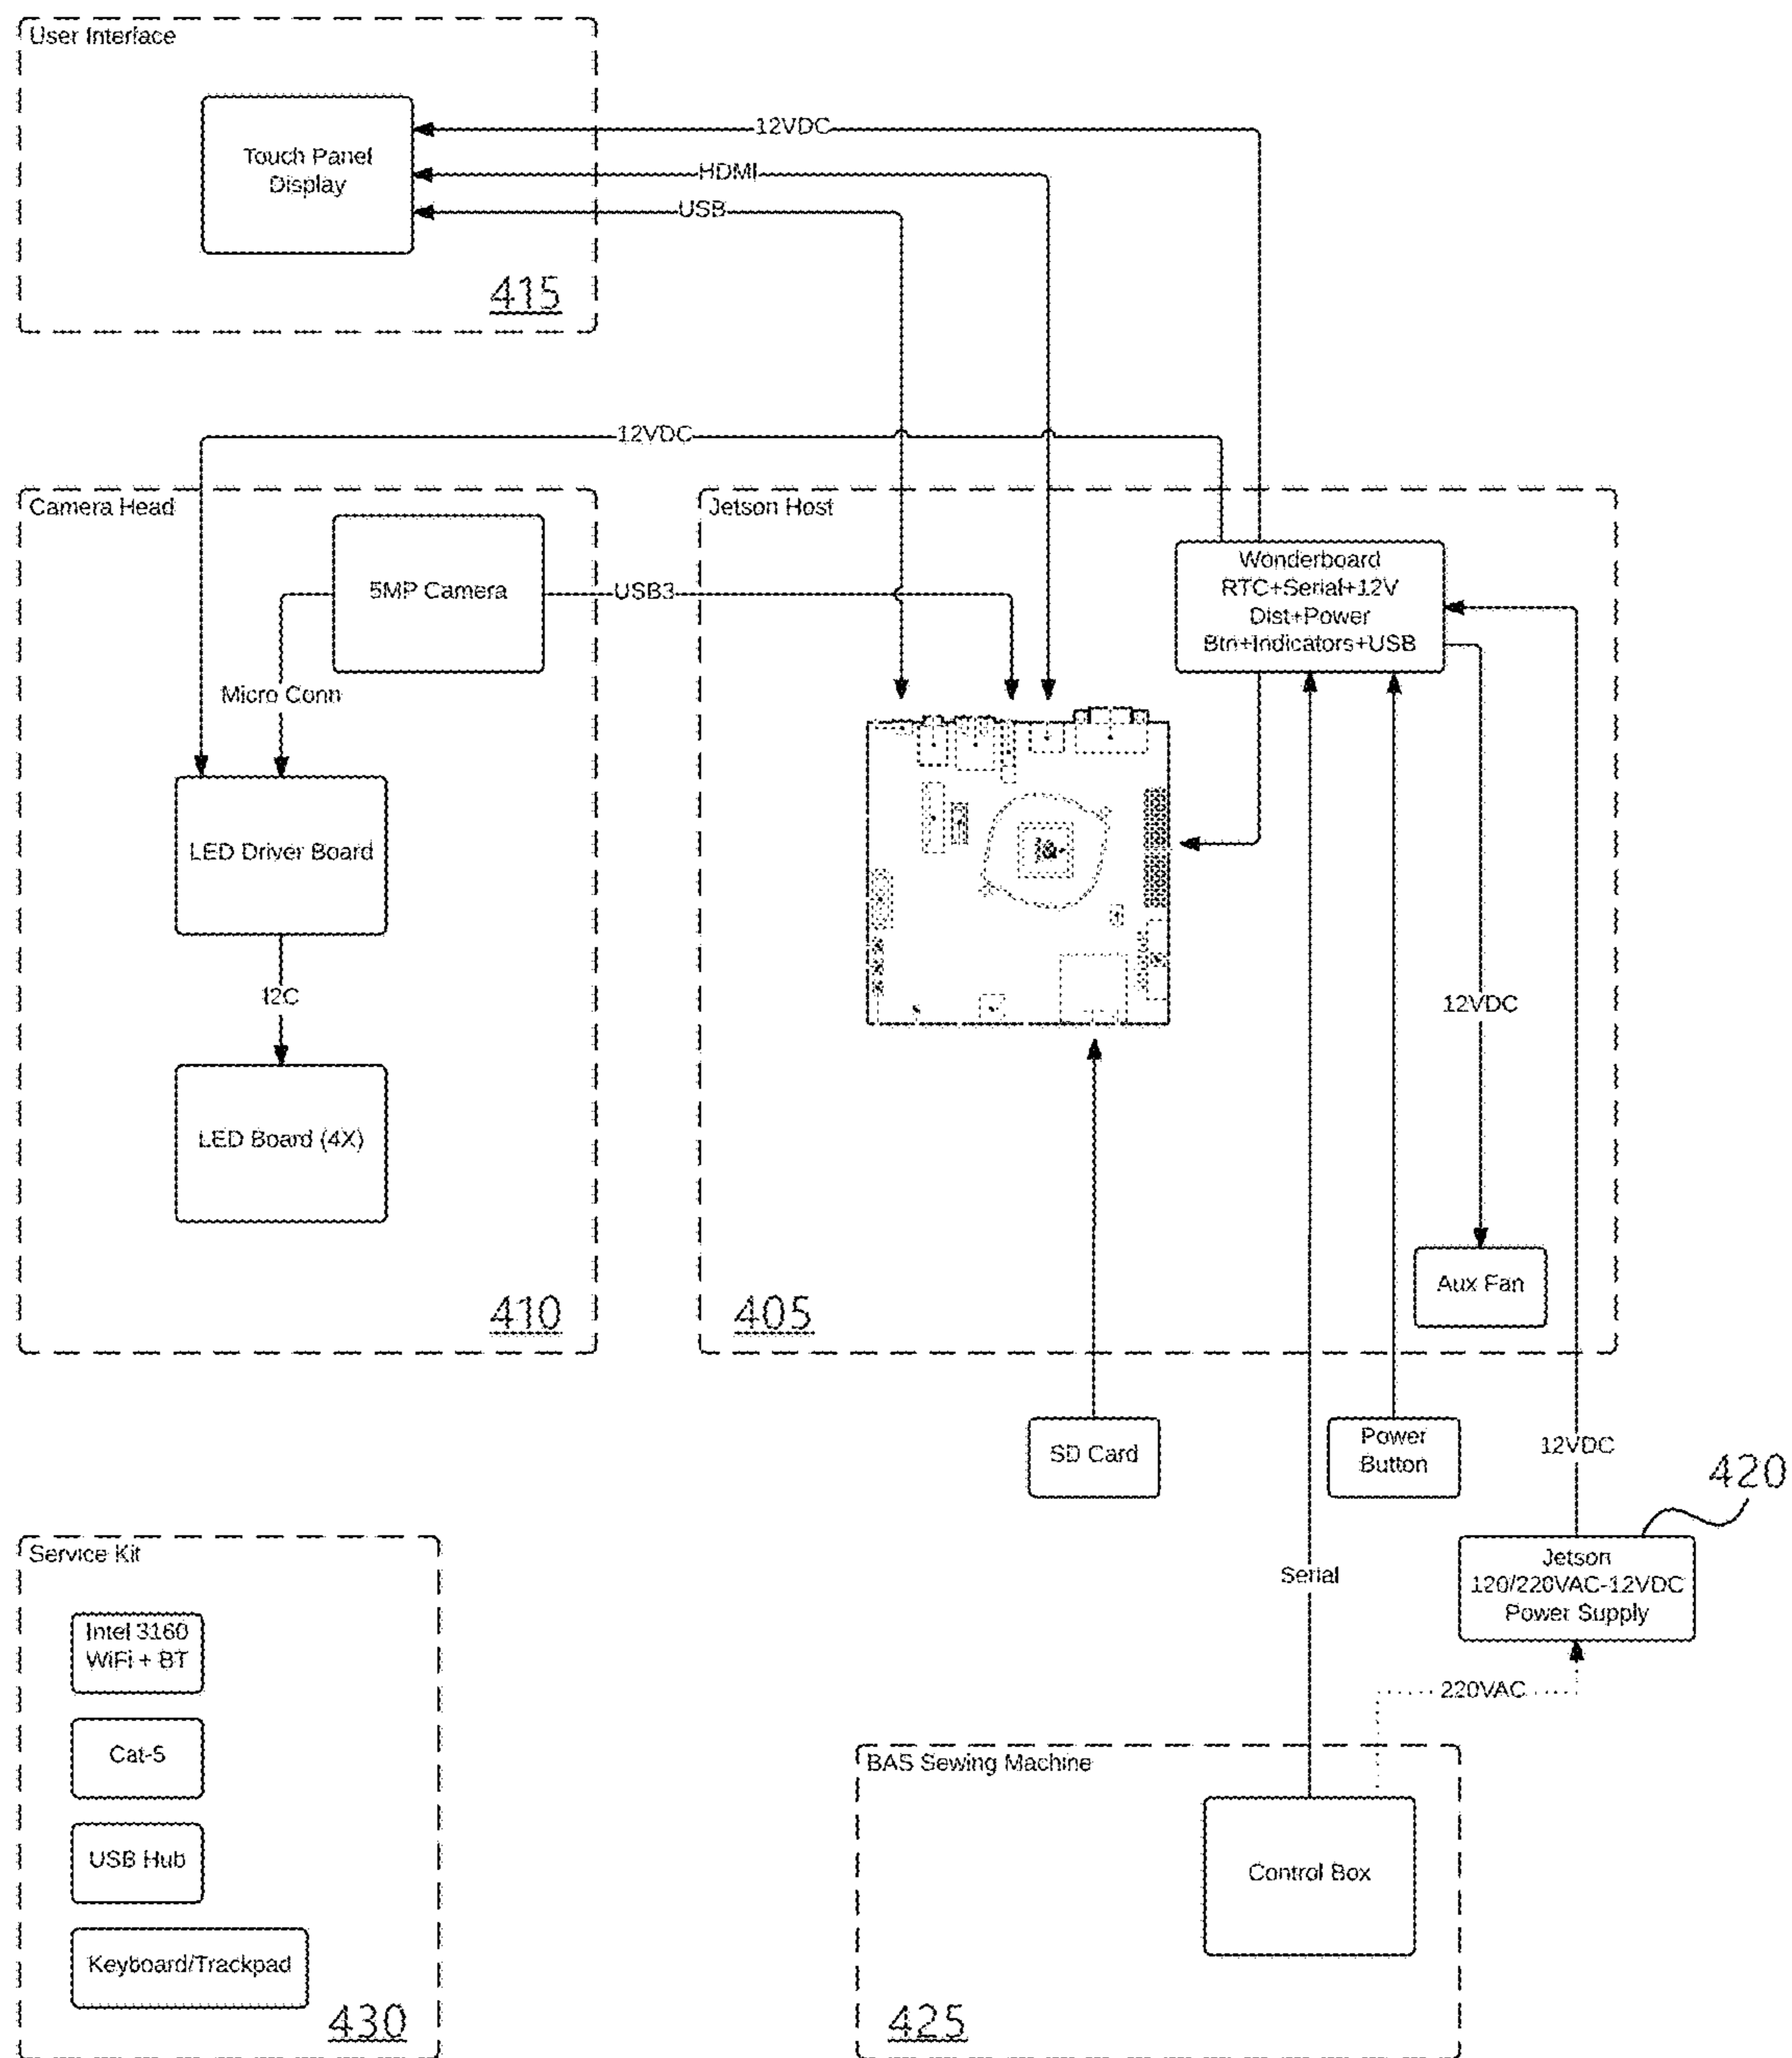 User Interface
Touch Panel
Display
12VDC
HDMI
USB
415
12VDC
Camera Head
5MP Camera
USB3
Micro Conn
LED Driver Board
I2C
LED Board (4X)
410
Jetson Host
Wonderboard
RTC+Serial+12V
Dist+Power
Btn+Indicators+USB
12VDC
Aux Fan
405
SD Card
Power
Button
12VDC
420
Jetson
120/220VAC-12VDC
Power Supply
Serial
220VAC
Service Kit
Intel 3160
WiFi + BT
Cat-5
USB Hub
Keyboard/Trackpad
430
BAS Sewing Machine
Control Box
425